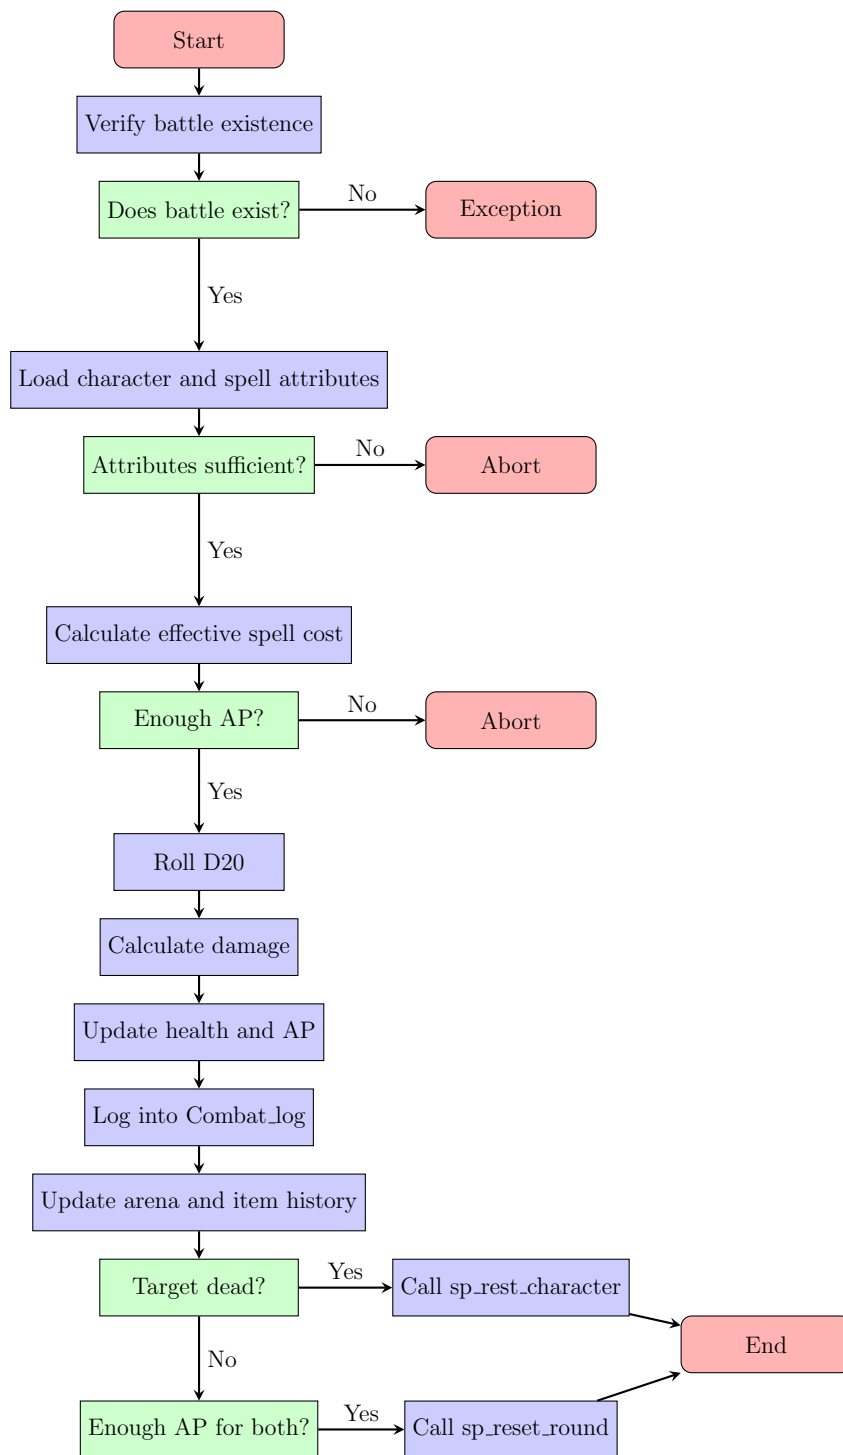 Start
Verify battle existence
Does battle exist?
No
Exception
Yes
Load character and spell attributes
Attributes sufficient?
No
Abort
Yes
Calculate effective spell cost
Enough AP?
No
Abort
Yes
Roll D20
Calculate damage
Update health and AP
Log into Combat_log
Update arena and item history
Target dead?
Yes
Call sp_rest_character
End
No
Enough AP for both?
Yes
Call sp_reset_round